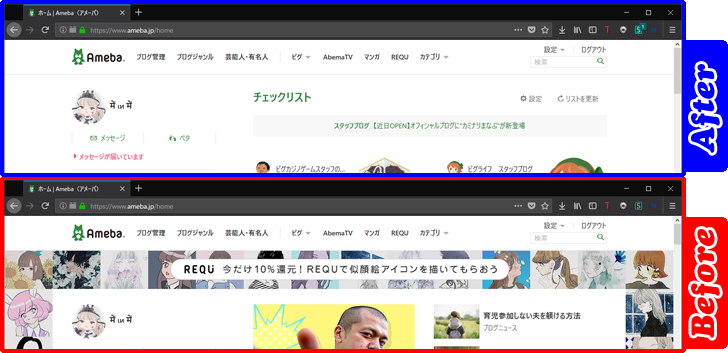 ホーム | Ameba (アメーバ)
https://www.ameba.jp/home
Ameba.
ブログ管理 ブログジャンル 芸能人・有名人 ピグ AbemaTV マンガ REQU カテゴリ
設定 ログアウト
検索
मे いН मे
メッセージ ペタ
メッセージが届いています
チェックリスト
設定 リストを更新
スタッフブログ 【近日OPEN】オフィシャルブログに"カミナリまなぶ"が新登場
ピグカジノゲームスタッフの...
ピグライフ スタッフブログ
After
ホーム | Ameba (アメーバ)
https://www.ameba.jp/home
Ameba.
ブログ管理 ブログジャンル 芸能人・有名人 ピグ AbemaTV マンガ REQU カテゴリ
設定 ログアウト
検索
REQU 今だけ10%還元!REQUで似顔絵アイコンを描いてもらおう
मे いН मे
育児参加しない夫を躾ける方法
ブログニュース
Before